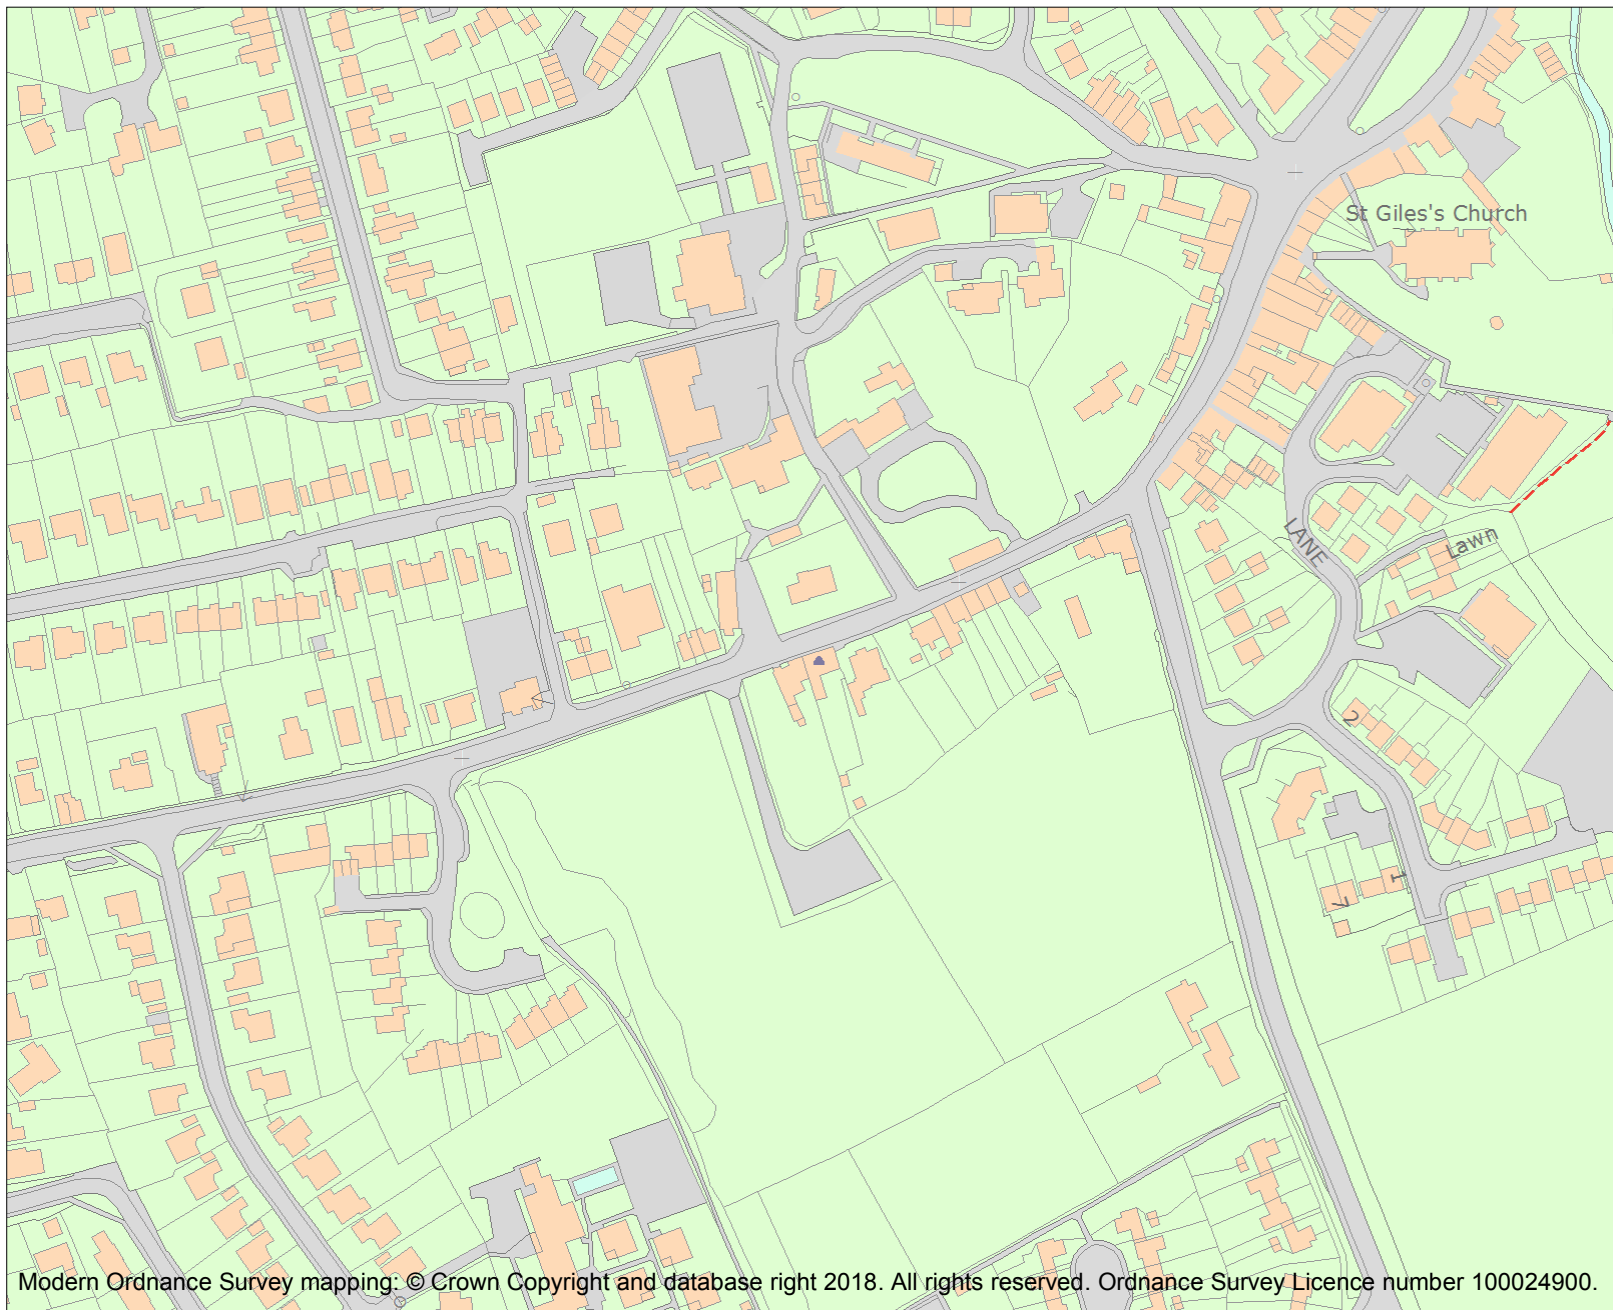 St Giles's Church
LANE
Lawn
2
1
7
Modern Ordnance Survey mapping: © Crown Copyright and database right 2018. All rights reserved. Ordnance Survey Licence number 100024900.